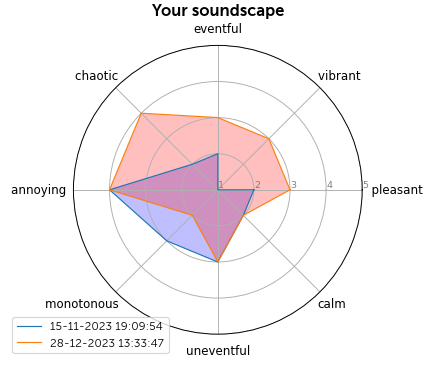 Your soundscape
eventful
chaotic
vibrant
annoying
1
2
3
4
5
pleasant
monotonous
calm
15-11-2023 19:09:54
28-12-2023 13:33:47
uneventful